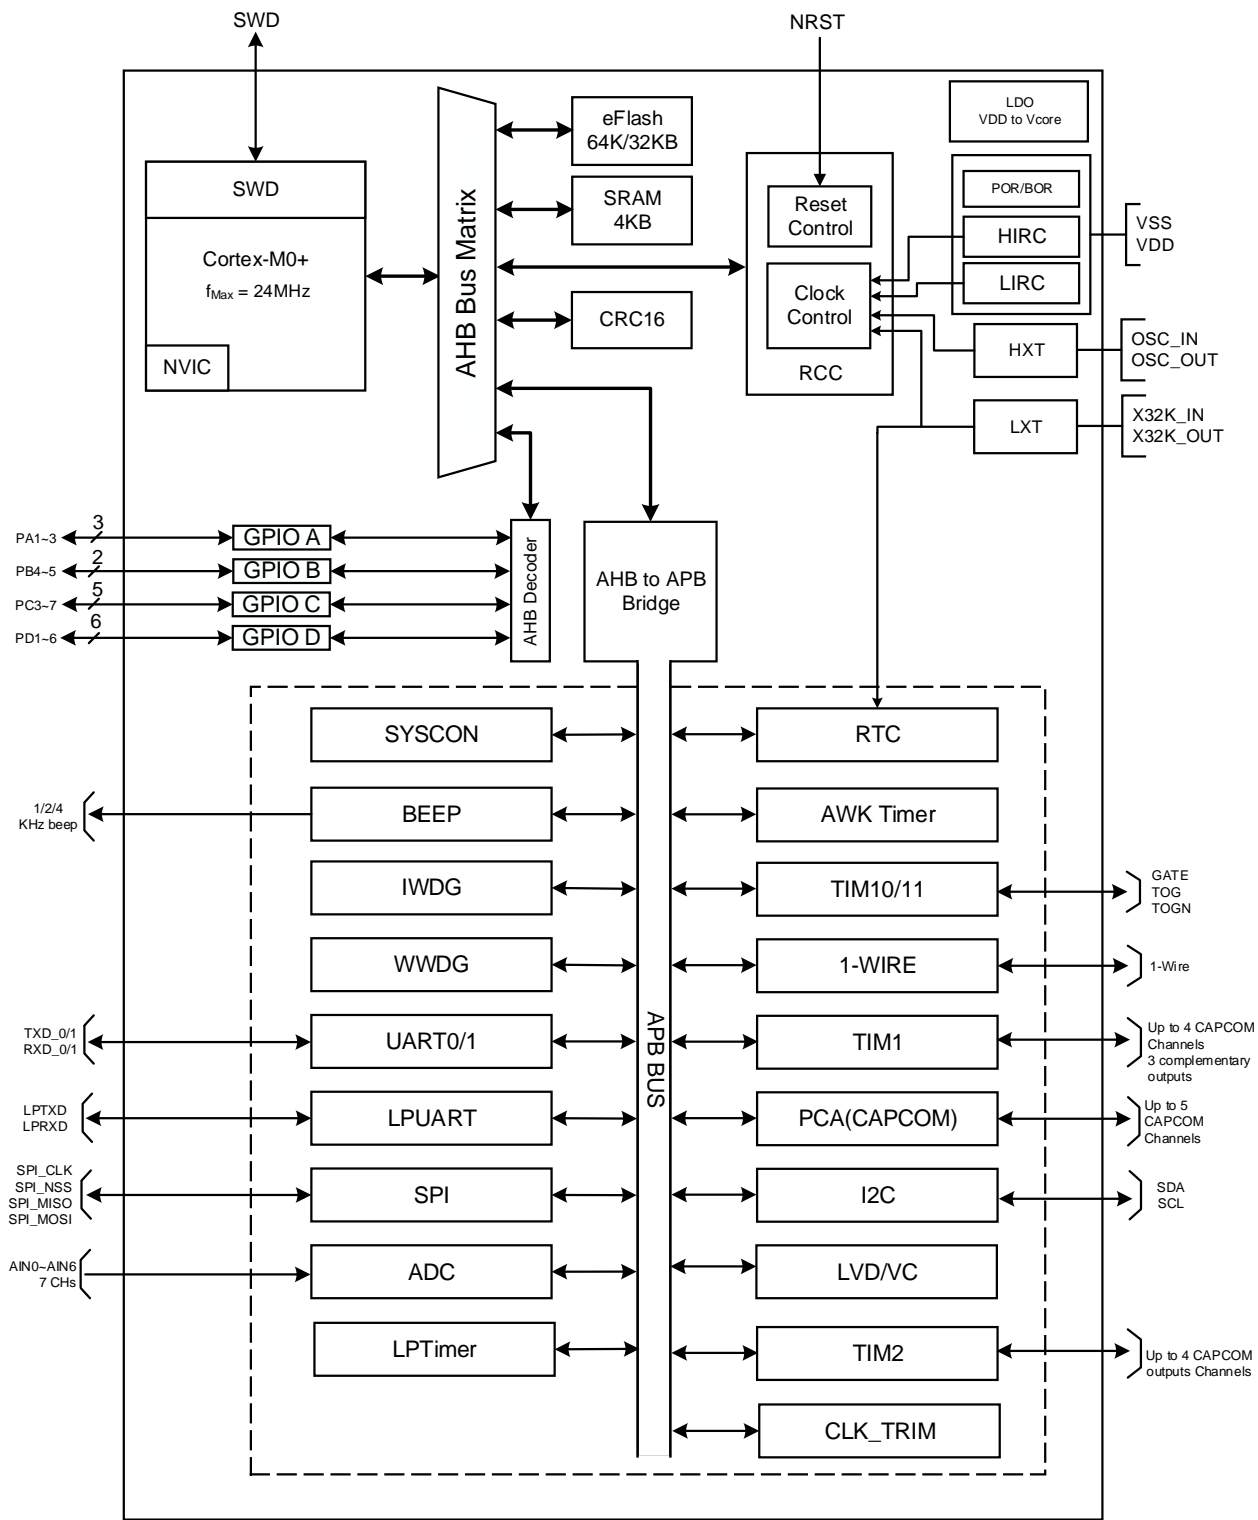 SWD
NRST
LDO
VDD to Vcore
eFlash
64K/32KB
SWD
Cortex-M0+
fMax = 24MHz
NVIC
AHB Bus Matrix
SRAM
4KB
CRC16
Reset
Control
Clock
Control
RCC
POR/BOR
HIRC
LIRC
VSS
VDD
HXT
OSC_IN
OSC_OUT
LXT
X32K_IN
X32K_OUT
PA1~3
3
GPIO A
PB4~5
2
GPIO B
PC3~7
5
GPIO C
PD1~6
6
GPIO D
AHB Decoder
AHB to APB
Bridge
APB BUS
SYSCON
RTC
1/2/4
KHz beep
BEEP
AWK Timer
IWDG
TIM10/11
GATE
TOG
TOGN
WWDG
1-WIRE
1-Wire
TXD_0/1
RXD_0/1
UART0/1
TIM1
Up to 4 CAPCOM
Channels
3 complementary
outputs
LPTXD
LPRXD
LPUART
PCA(CAPCOM)
Up to 5
CAPCOM
Channels
SPI_CLK
SPI_NSS
SPI_MISO
SPI_MOSI
SPI
I2C
SDA
SCL
AIN0~AIN6
7 CHs
ADC
LVD/VC
LPTimer
TIM2
Up to 4 CAPCOM
outputs Channels
CLK_TRIM